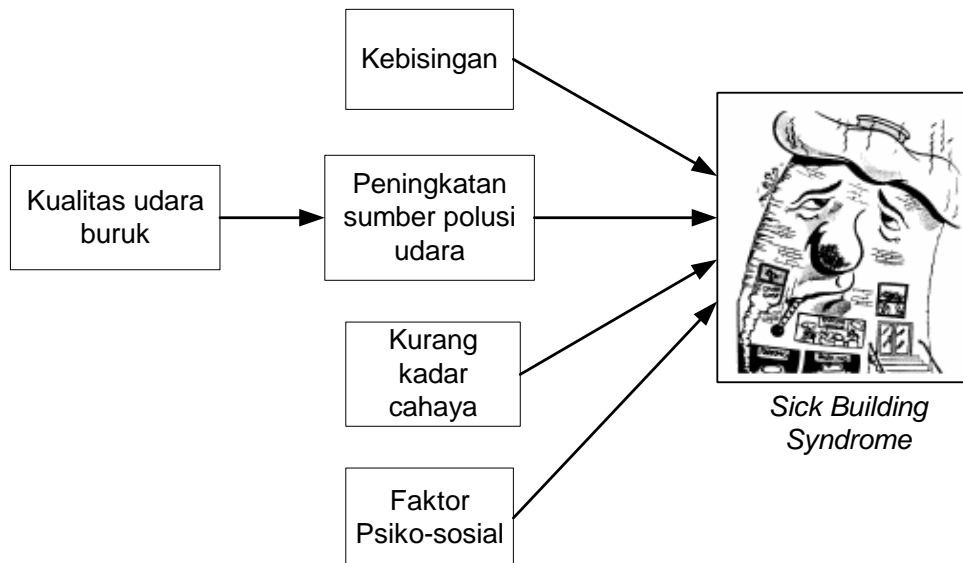 Kebisingan
Kualitas udara
buruk
Peningkatan
sumber polusi
udara
Kurang
kadar
cahaya
Faktor
Psiko-sosial
Sick Building
Syndrome